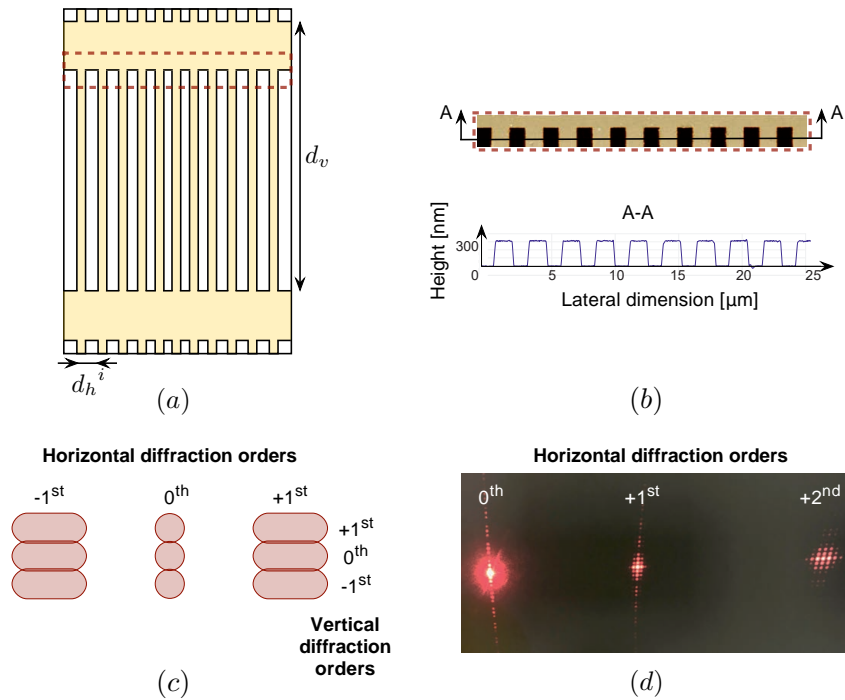 d_v
d_h^i
(a)
A A
A-A
Height [nm]
300
0 5 10 15 20 25
Lateral dimension [μm]
(b)
Horizontal diffraction orders
-1st 0th +1st
+1st
0th
-1st
Vertical
diffraction
orders
(c)
Horizontal diffraction orders
0th +1st +2nd
(d)